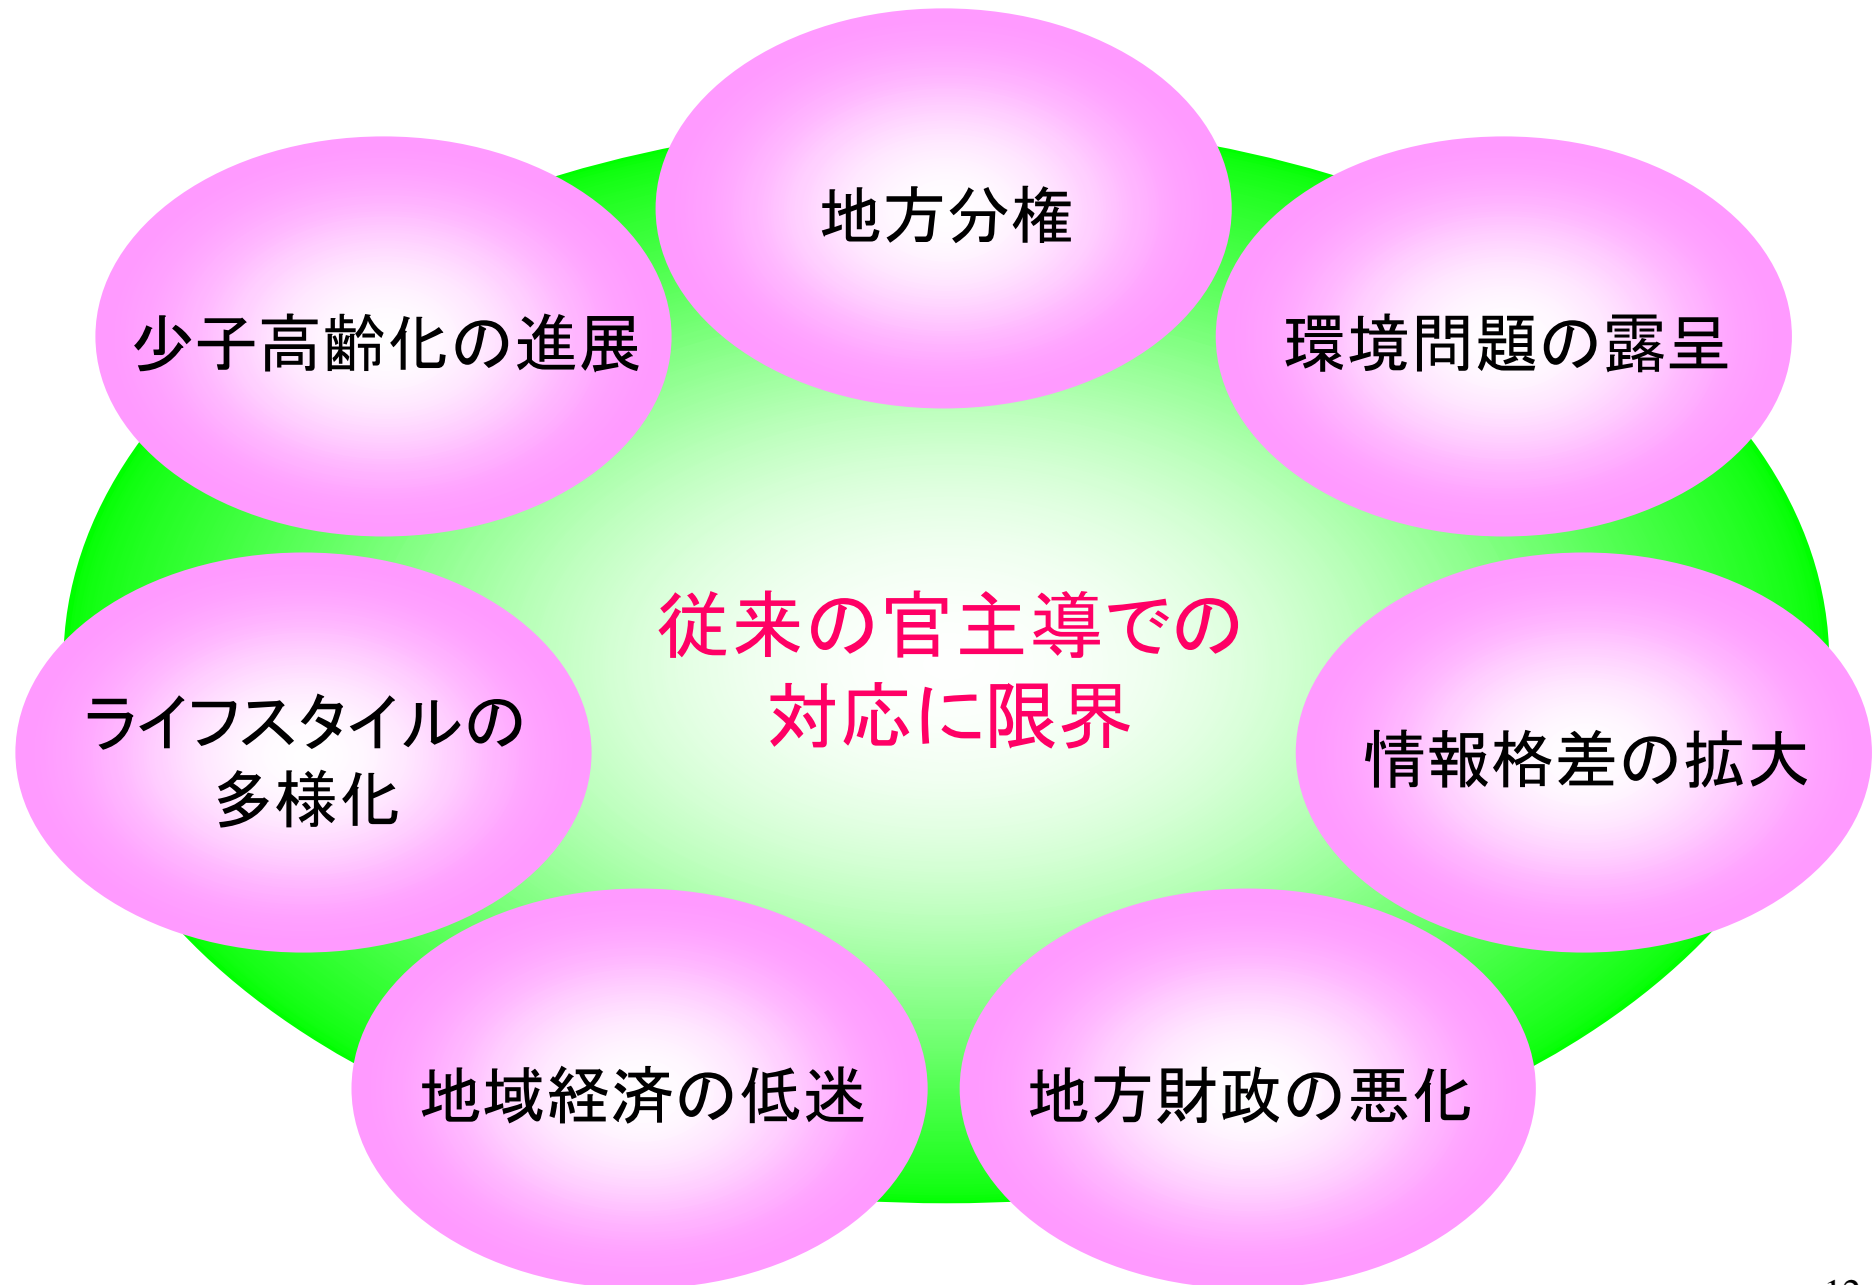 地方分権
少子高齢化の進展
環境問題の露呈
従来の官主導での
対応に限界
ライフスタイルの
多様化
情報格差の拡大
地域経済の低迷
地方財政の悪化